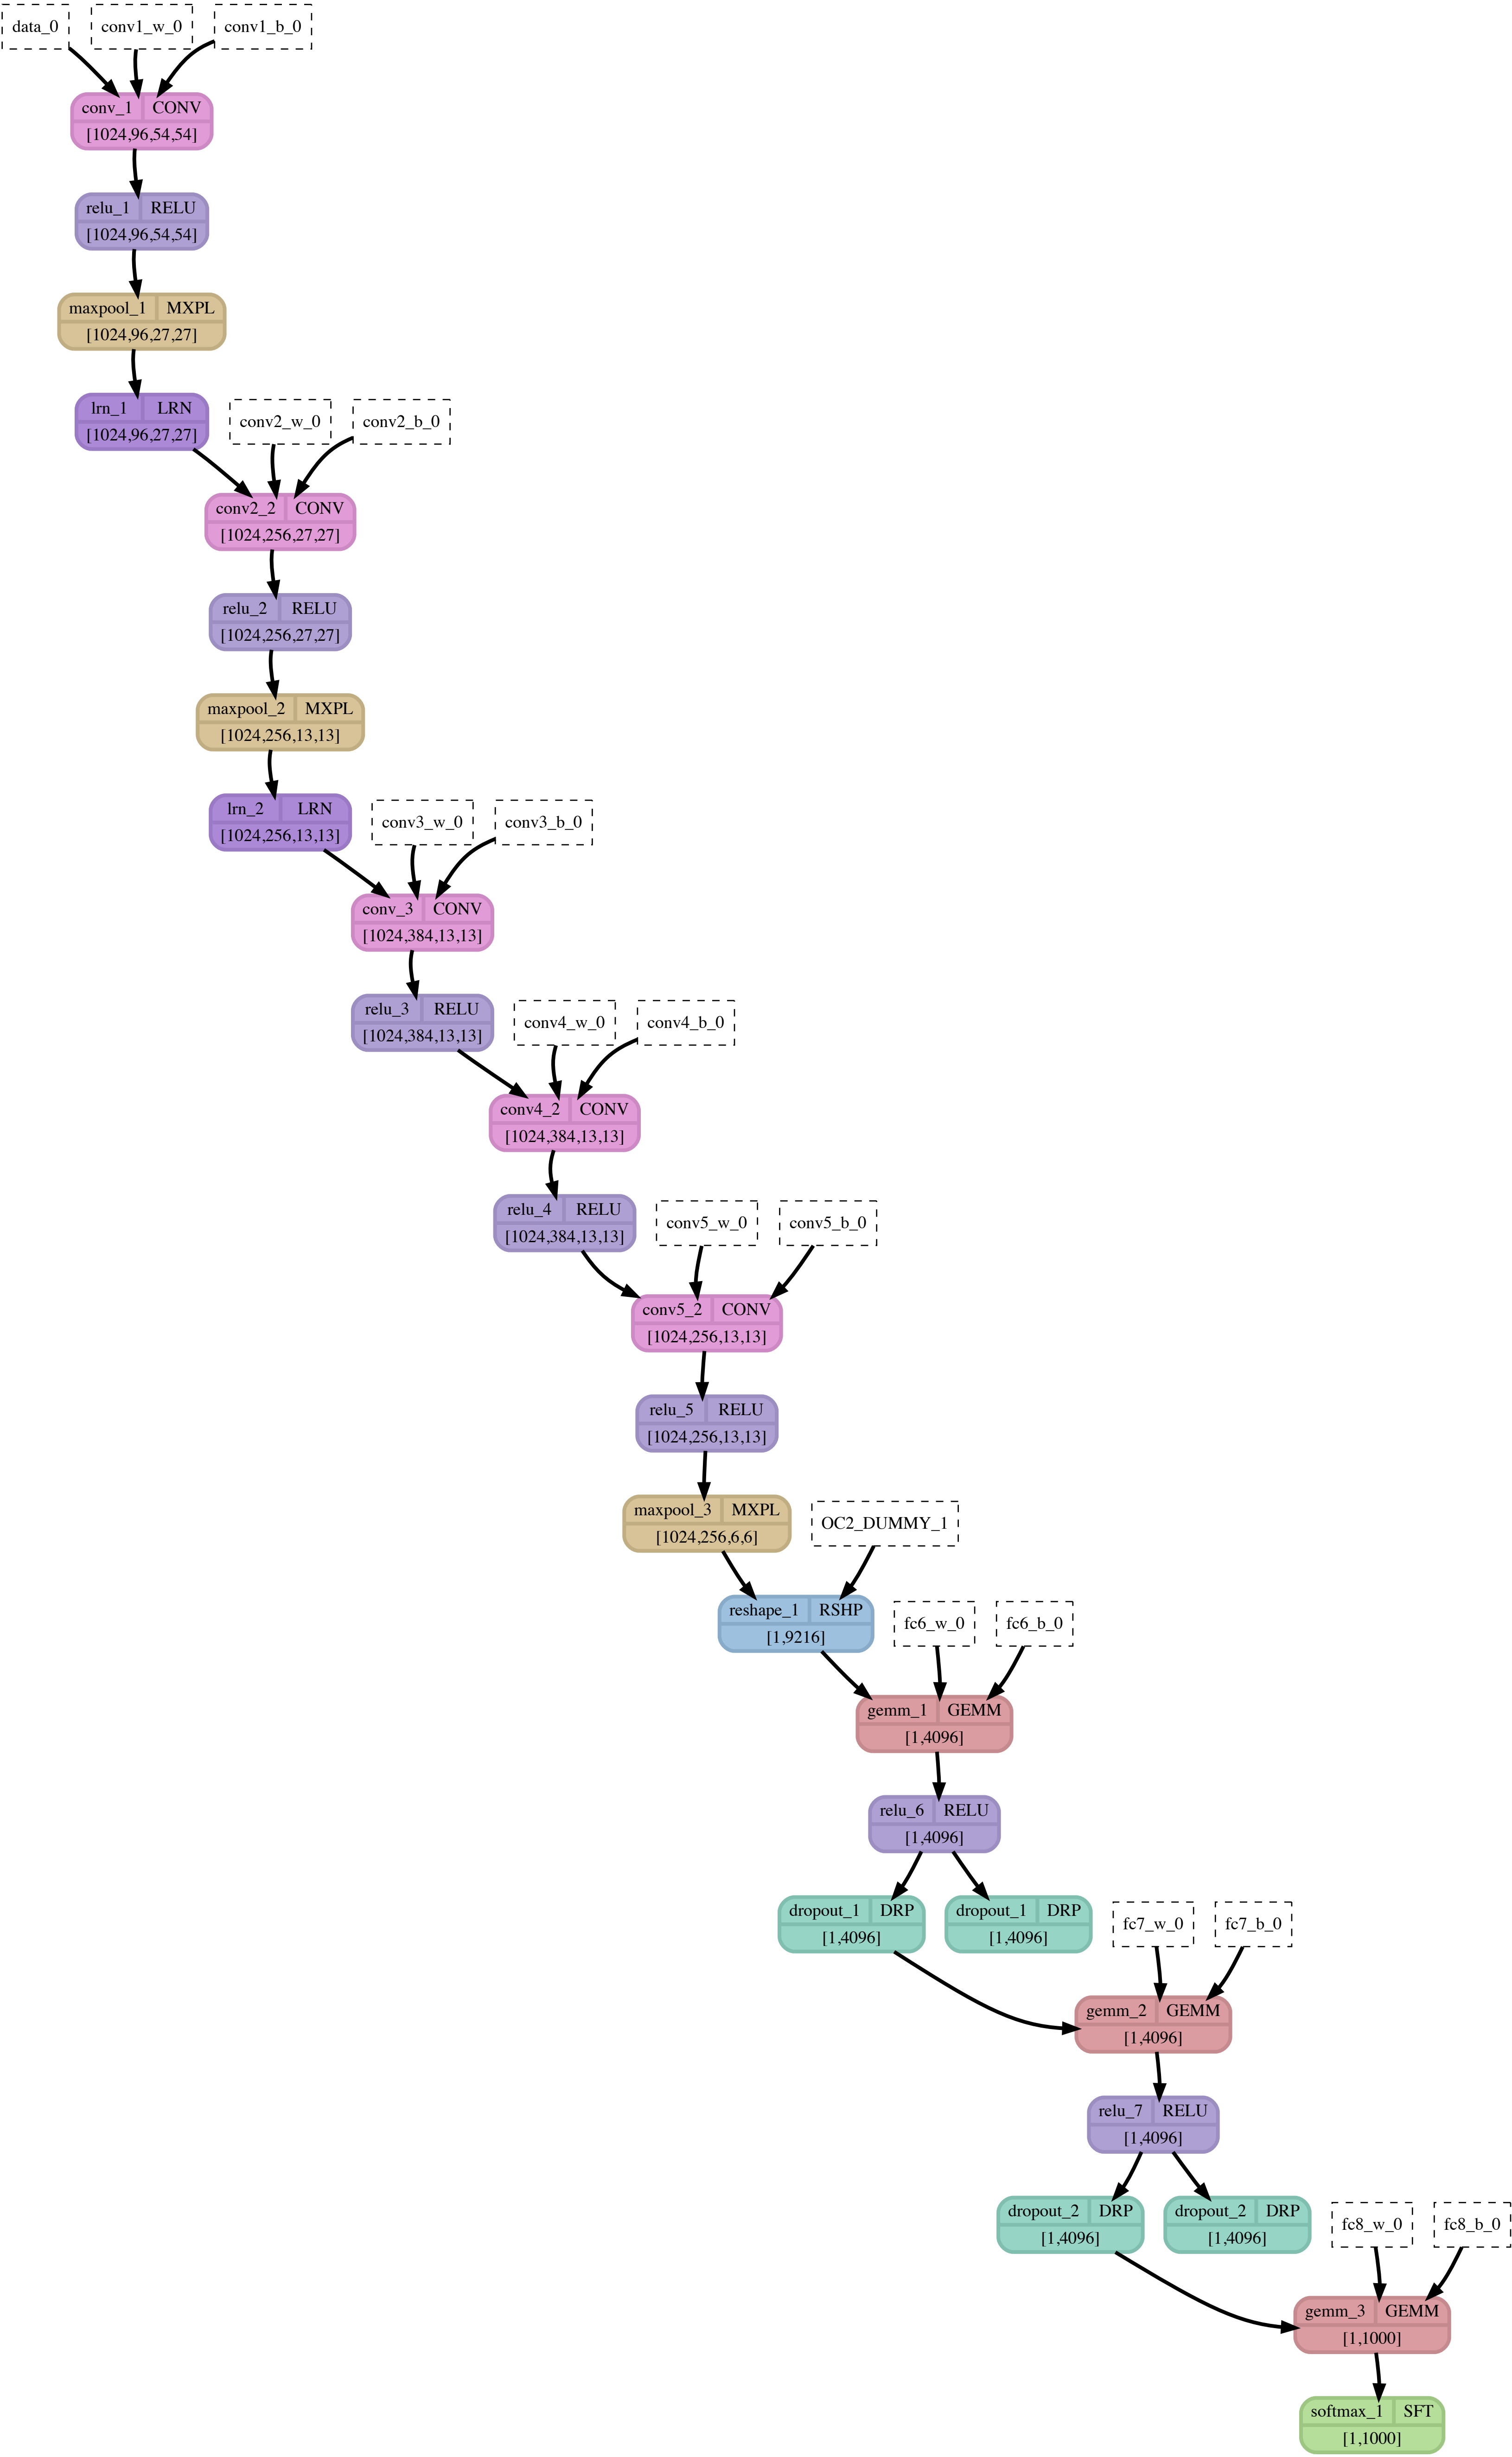 data_0
conv1_w_0
conv1_b_0
conv_1 CONV
[1024,96,54,54]
relu_1 RELU
[1024,96,54,54]
maxpool_1 MXPL
[1024,96,27,27]
lrn_1 LRN
[1024,96,27,27]
conv2_w_0
conv2_b_0
conv2_2 CONV
[1024,256,27,27]
relu_2 RELU
[1024,256,27,27]
maxpool_2 MXPL
[1024,256,13,13]
lrn_2 LRN
[1024,256,13,13]
conv3_w_0
conv3_b_0
conv_3 CONV
[1024,384,13,13]
relu_3 RELU
[1024,384,13,13]
conv4_w_0
conv4_b_0
conv4_2 CONV
[1024,384,13,13]
relu_4 RELU
[1024,384,13,13]
conv5_w_0
conv5_b_0
conv5_2 CONV
[1024,256,13,13]
relu_5 RELU
[1024,256,13,13]
maxpool_3 MXPL
[1024,256,6,6]
OC2_DUMMY_1
reshape_1 RSHP
[1,9216]
fc6_w_0
fc6_b_0
gemm_1 GEMM
[1,4096]
relu_6 RELU
[1,4096]
dropout_1 DRP
[1,4096]
dropout_1 DRP
[1,4096]
fc7_w_0
fc7_b_0
gemm_2 GEMM
[1,4096]
relu_7 RELU
[1,4096]
dropout_2 DRP
[1,4096]
dropout_2 DRP
[1,4096]
fc8_w_0
fc8_b_0
gemm_3 GEMM
[1,1000]
softmax_1 SFT
[1,1000]